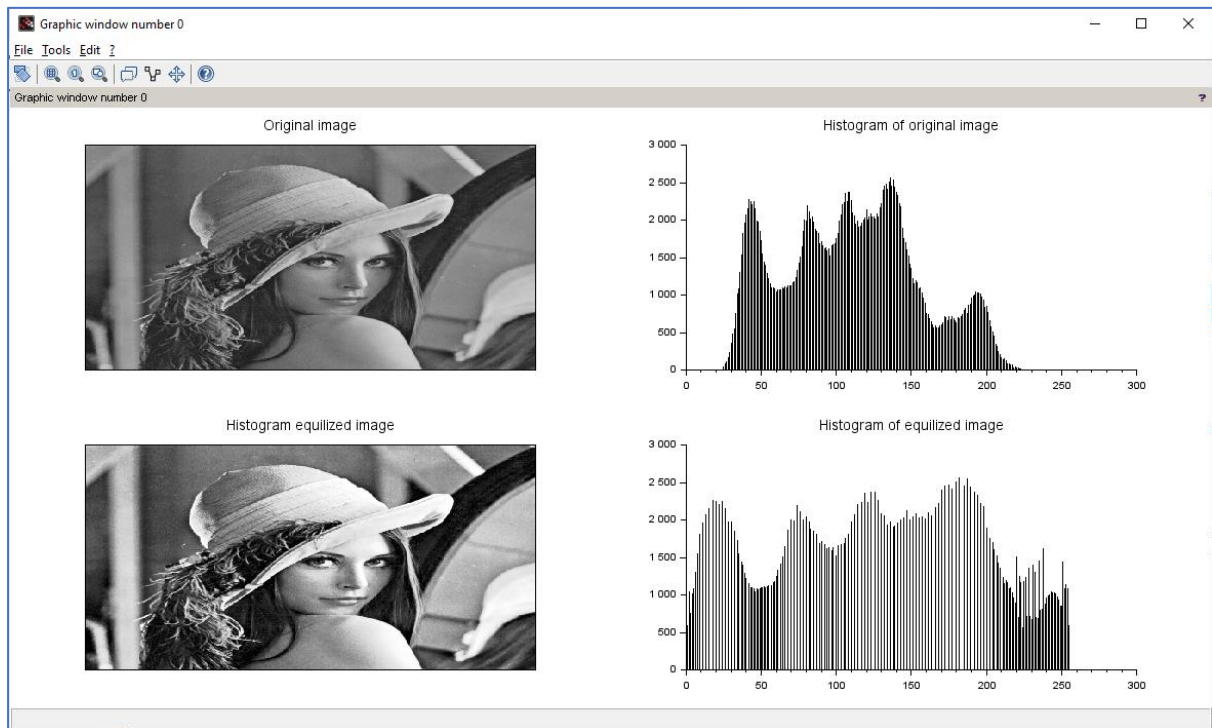 Graphic window number 0
File Tools Edit ?
Graphic window number 0 ?
Original image
Histogram of original image
3 000
2 500
2 000
1 500
1 000
500
0
0 50 100 150 200 250 300
Histogram equilized image
Histogram of equilized image
3 000
2 500
2 000
1 500
1 000
500
0
0 50 100 150 200 250 300